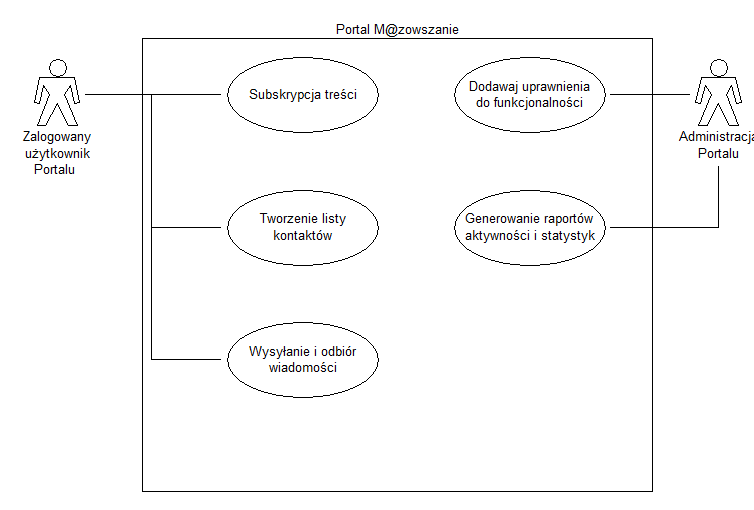 Portal M@zowszanie
Zalogowany
użytkownik
Portalu
Subskrypcja treści
Dodawaj uprawnienia
do funkcjonalności
Administracja
Portalu
Tworzenie listy
kontaktów
Generowanie raportów
aktywności i statystyk
Wysyłanie i odbiór
wiadomości